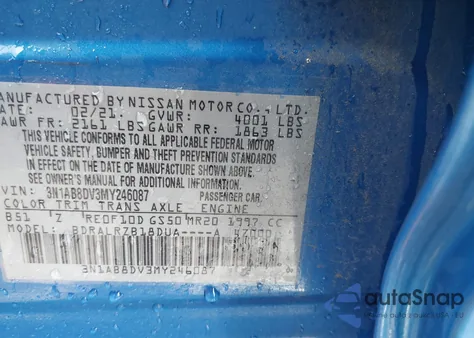 MANUFACTURED BY NISSAN MOTOR CO., LTD.
DATE: 02/21 GVWR: 4001 LBS
GAWR FR: 2161 LBS GAWR RR: 1863 LBS
THIS VEHICLE CONFORMS TO ALL APPLICABLE FEDERAL MOTOR
VEHICLE SAFETY, BUMPER AND THEFT PREVENTION STANDARDS
IN EFFECT ON THE DATE OF MANUFACTURE SHOWN ABOVE.
SEE OWNER'S MANUAL FOR ADDITIONAL INFORMATION
VIN: 3N1AB8DV3MY246087 PASSENGER CAR
COLOR TRIM TRANS AXLE ENGINE
B51 Z RE0F10D GS50 MR20 1997 CC
MODEL: BDRALRZB18DUA----A
3N1AB8DV3MY246087
autoSnap